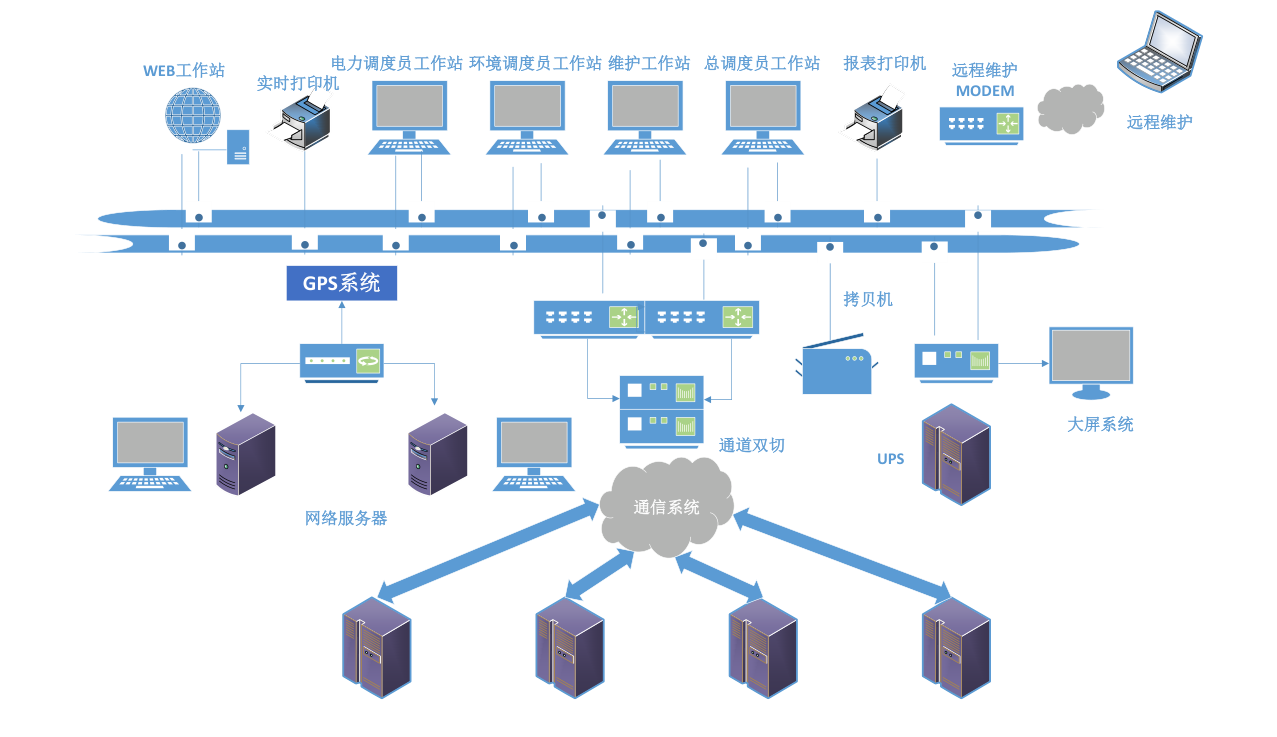 WEB工作站
实时打印机
电力调度员工作站
环境调度员工作站
维护工作站
总调度员工作站
报表打印机
远程维护
MODEM
远程维护
GPS系统
拷贝机
大屏系统
通道双切
UPS
通信系统
网络服务器